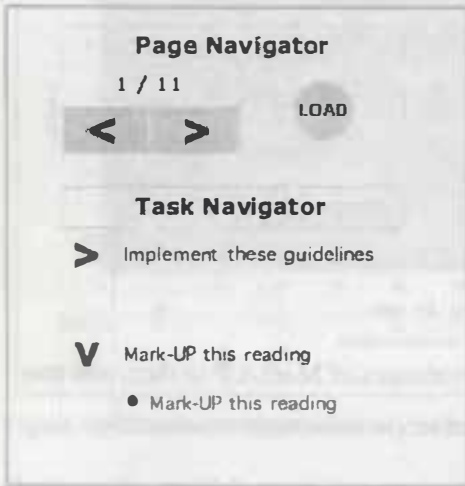 Page Navigator
1 / 11
< >
LOAD
Task Navigator
> Implement these guidelines
V Mark-UP this reading
• Mark-UP this reading